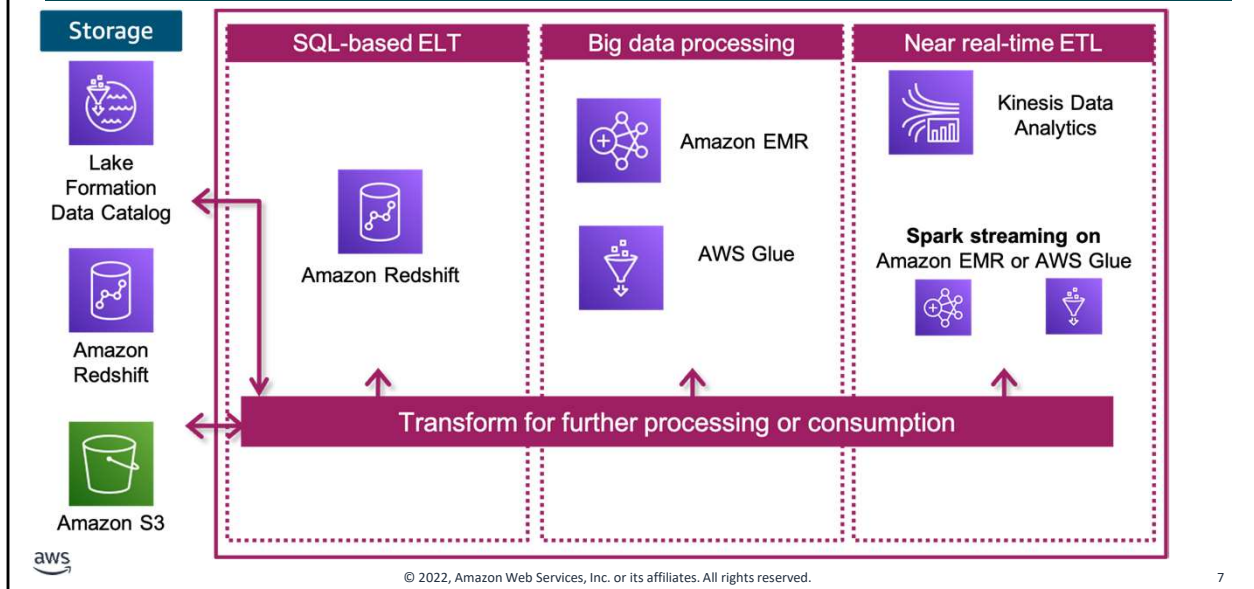 Storage
Lake
Formation
Data Catalog
Amazon
Redshift
Amazon S3
SQL-based ELT
Amazon Redshift
Big data processing
Amazon EMR
AWS Glue
Near real-time ETL
Kinesis Data
Analytics
Spark streaming on
Amazon EMR or AWS Glue
Transform for further processing or consumption
aws
© 2022, Amazon Web Services, Inc. or its affiliates. All rights reserved.
7